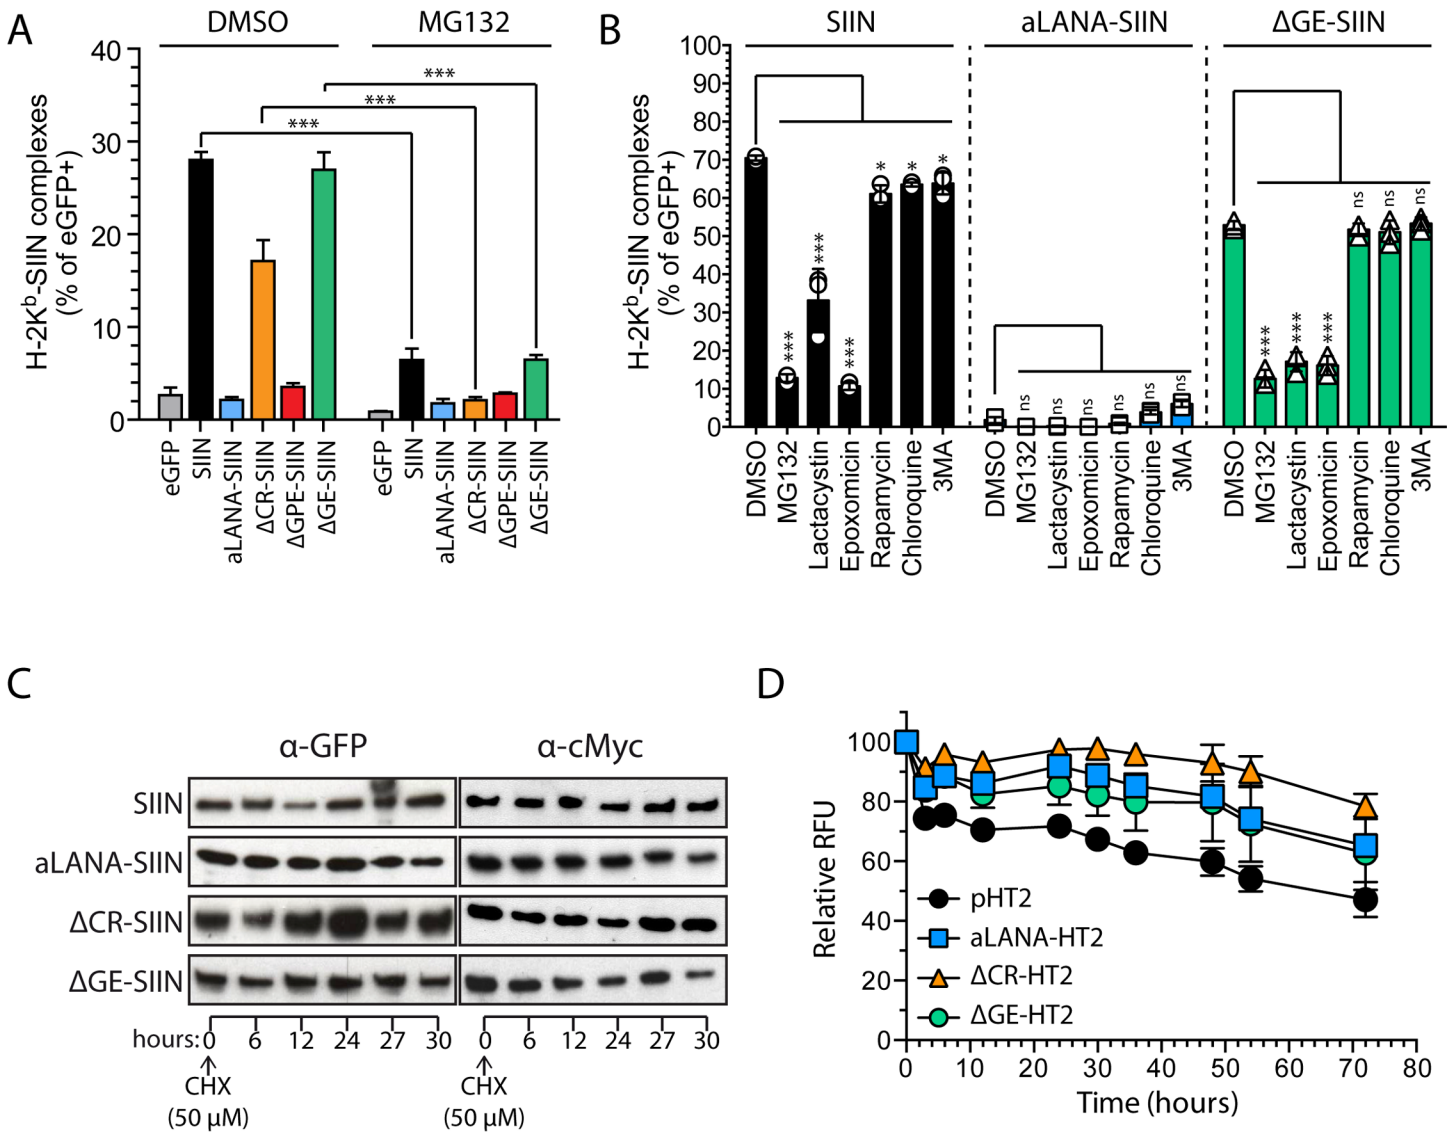 A
DMSO
MG132
H-2Kᵇ-SIIN complexes
(% of eGFP+)
40
30
20
10
0
***
***
***
eGFP
SIIN
aLANA-SIIN
ΔCR-SIIN
ΔGPE-SIIN
ΔGE-SIIN
eGFP
SIIN
aLANA-SIIN
ΔCR-SIIN
ΔGPE-SIIN
ΔGE-SIIN
B
SIIN
aLANA-SIIN
ΔGE-SIIN
H-2Kᵇ-SIIN complexes
(% of eGFP+)
100
90
80
70
60
50
40
30
20
10
0
***
***
***
*
*
*
ns
ns
ns
ns
ns
ns
***
***
***
ns
ns
ns
DMSO
MG132
Lactacystin
Epoxomicin
Rapamycin
Chloroquine
3MA
DMSO
MG132
Lactacystin
Epoxomicin
Rapamycin
Chloroquine
3MA
DMSO
MG132
Lactacystin
Epoxomicin
Rapamycin
Chloroquine
3MA
C
α-GFP
α-cMyc
SIIN
aLANA-SIIN
ΔCR-SIIN
ΔGE-SIIN
hours: 0 6 12 24 27 30 0 6 12 24 27 30
CHX
(50 μM)
CHX
(50 μM)
D
Relative RFU
100
80
60
40
20
0
pHT2
aLANA-HT2
ΔCR-HT2
ΔGE-HT2
0 10 20 30 40 50 60 70 80
Time (hours)